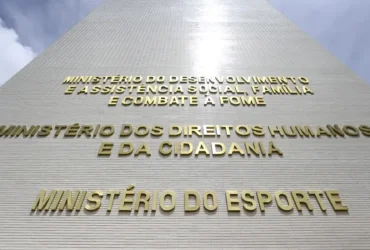 MINISTÉRIO DO DESENVOLVIMENTO
E ASSISTÊNCIA SOCIAL, FAMÍLIA
E COMBATE À FOME
MINISTÉRIO DOS DIREITOS HUMANOS
E DA CIDADANIA
MINISTÉRIO DO ESPORTE